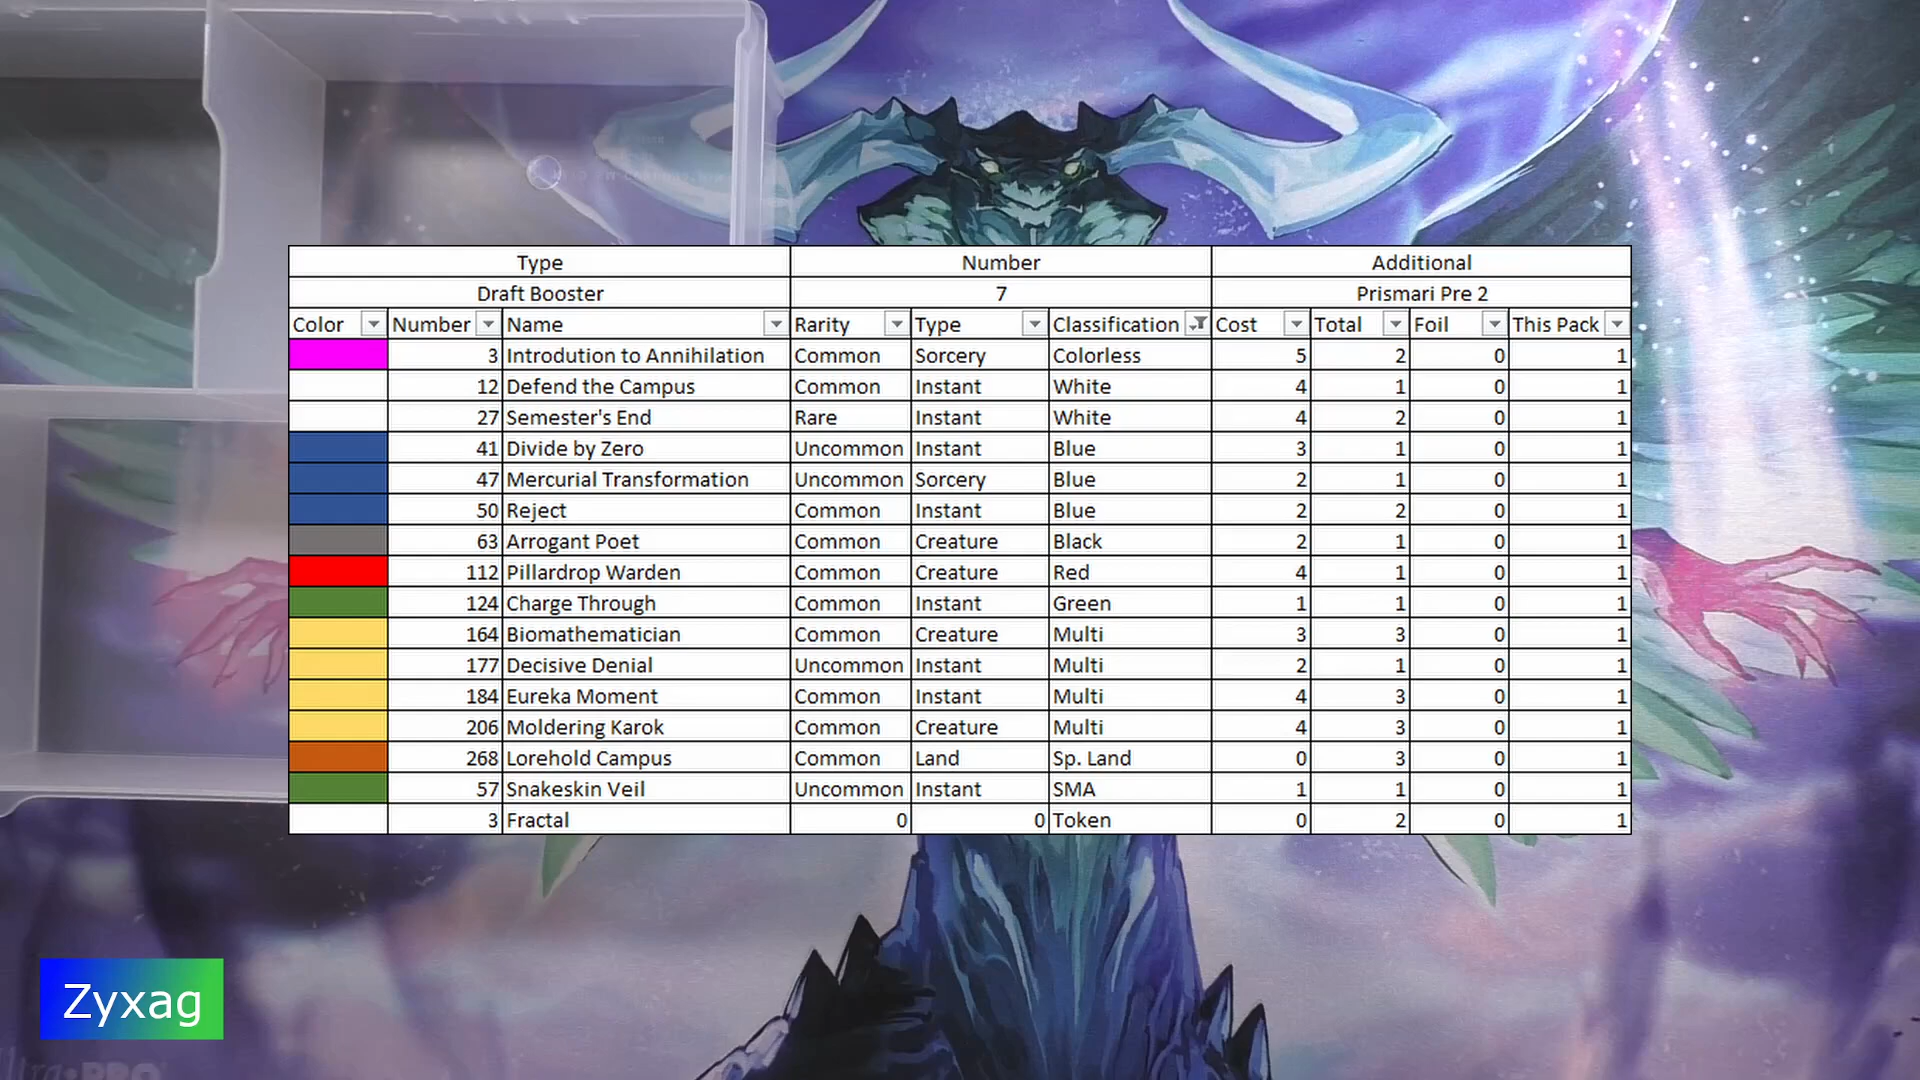 Type Number Additional
Draft Booster 7 Prismari Pre 2
Color Number Name Rarity Type Classification Cost Total Foil This Pack
3 Introdution to Annihilation Common Sorcery Colorless 5 2 0 1
12 Defend the Campus Common Instant White 4 1 0 1
27 Semester's End Rare Instant White 4 2 0 1
41 Divide by Zero Uncommon Instant Blue 3 1 0 1
47 Mercurial Transformation Uncommon Sorcery Blue 2 1 0 1
50 Reject Common Instant Blue 2 2 0 1
63 Arrogant Poet Common Creature Black 2 1 0 1
112 Pillardrop Warden Common Creature Red 4 1 0 1
124 Charge Through Common Instant Green 1 1 0 1
164 Biomathematician Common Creature Multi 3 3 0 1
177 Decisive Denial Uncommon Instant Multi 2 1 0 1
184 Eureka Moment Common Instant Multi 4 3 0 1
206 Moldering Karok Common Creature Multi 4 3 0 1
268 Lorehold Campus Common Land Sp. Land 0 3 0 1
57 Snakeskin Veil Uncommon Instant SMA 1 1 0 1
3 Fractal 0 0 Token 0 2 0 1
Zyxag
Ultra•PRO